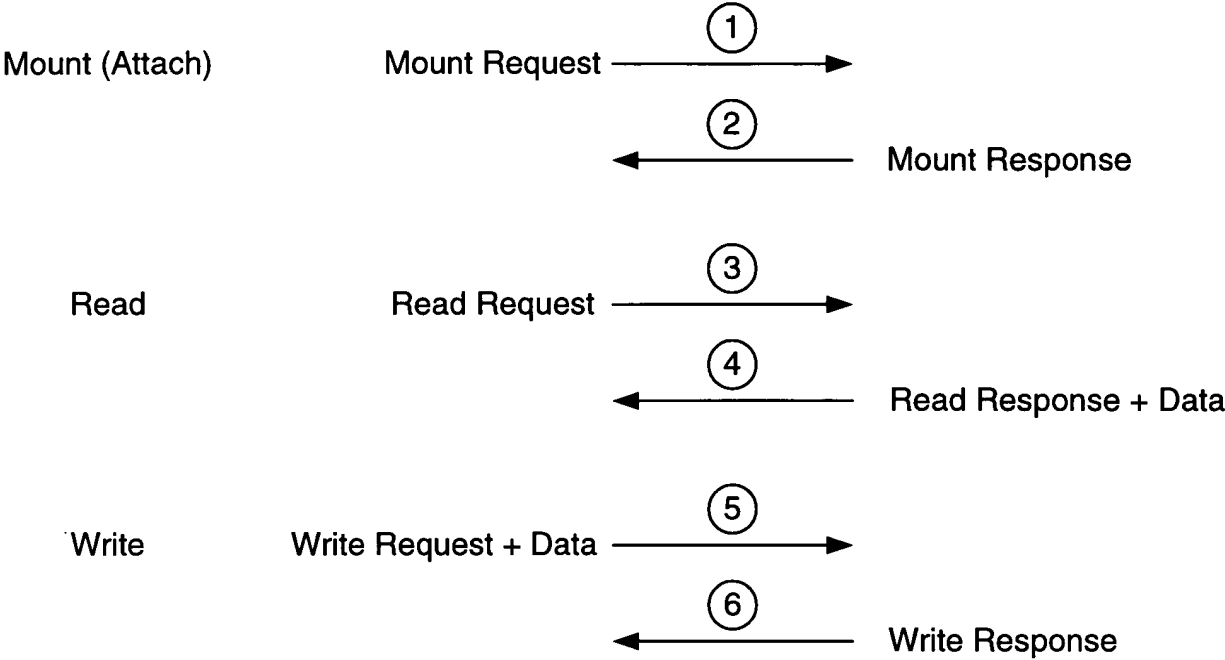 1
Mount (Attach) Mount Request
2
Mount Response
3
Read Read Request
4
Read Response + Data
5
Write Write Request + Data
6
Write Response